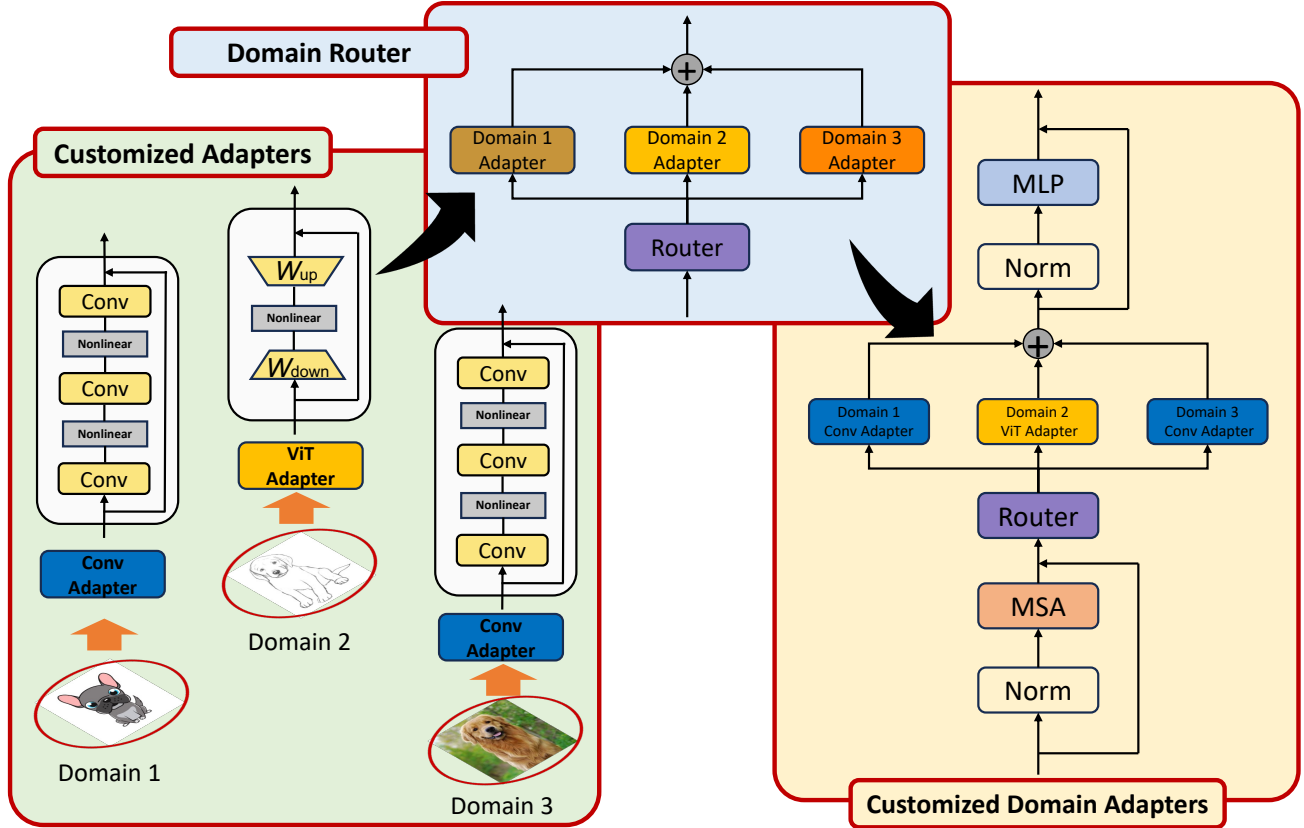 Domain Router
Domain 1
Adapter
Domain 2
Adapter
Domain 3
Adapter
Router
Customized Adapters
Conv
Nonlinear
Conv
Nonlinear
Conv
Conv
Adapter
Domain 1
Wup
Nonlinear
Wdown
ViT
Adapter
Domain 2
Conv
Nonlinear
Conv
Nonlinear
Conv
Conv
Adapter
Domain 3
MLP
Norm
Domain 1
Conv Adapter
Domain 2
ViT Adapter
Domain 3
Conv Adapter
Router
MSA
Norm
Customized Domain Adapters